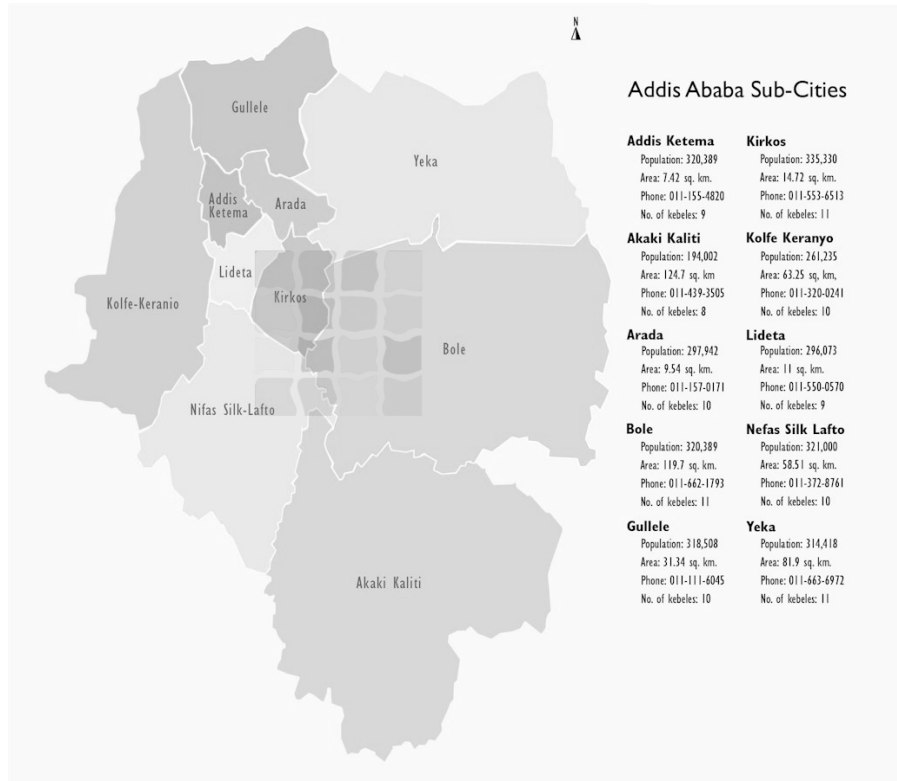 N
Addis Ababa Sub-Cities
Gullele
Yeka
Addis
Ketema
Arada
Lideta
Kirkos
Kolfe-Keranio
Bole
Nifas Silk-Lafto
Akaki Kaliti
Addis Ketema
Population: 320,389
Area: 7.42 sq. km.
Phone: 011-155-4820
No. of kebeles: 9
Akaki Kaliti
Population: 194,002
Area: 124.7 sq. km
Phone: 011-439-3505
No. of kebeles: 8
Arada
Population: 297,942
Area: 9.54 sq. km.
Phone: 011-157-0171
No. of kebeles: 10
Bole
Population: 320,389
Area: 119.7 sq. km.
Phone: 011-662-1793
No. of kebeles: 11
Gullele
Population: 318,508
Area: 31.34 sq. km.
Phone: 011-111-6045
No. of kebeles: 10
Kirkos
Population: 335,330
Area: 14.72 sq. km.
Phone: 011-553-6513
No. of kebeles: 11
Kolfe Keranyo
Population: 261,235
Area: 63.25 sq. km,
Phone: 011-320-0241
No. of kebeles: 10
Lideta
Population: 296,073
Area: 11 sq. km.
Phone: 011-550-0570
No. of kebeles: 9
Nefas Silk Lafto
Population: 321,000
Area: 58.51 sq. km.
Phone: 011-372-8761
No. of kebeles: 10
Yeka
Population: 314,418
Area: 81.9 sq. km.
Phone: 011-663-6972
No. of kebeles: 11